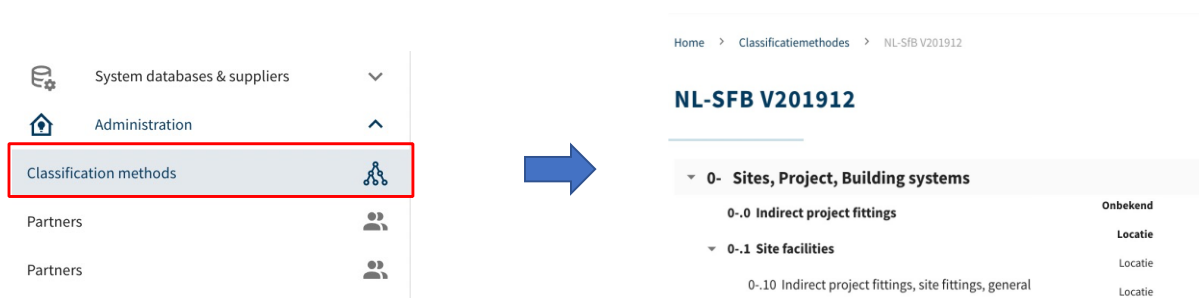 System databases & suppliers
Administration
Classification methods
Partners
Partners
Home > Classificatiemethodes > NL-SfB V201912
NL-SFB V201912
0- Sites, Project, Building systems
0-.0 Indirect project fittings Onbekend
Locatie
0-.1 Site facilities
Locatie
0-.10 Indirect project fittings, site fittings, general
Locatie